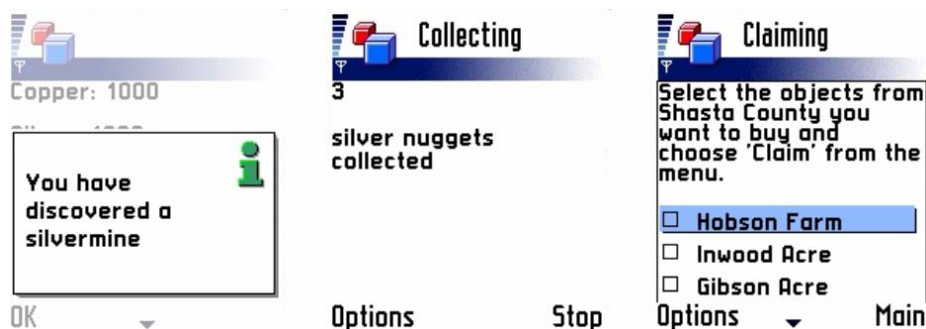 Copper: 1000
You have
discovered a
silvermine
OK
Collecting
3
silver nuggets
collected
Options Stop
Claiming
Select the objects from
Shasta County you
want to buy and
choose 'Claim' from the
menu.
Hobson Farm
Inwood Acre
Gibson Acre
Options Main